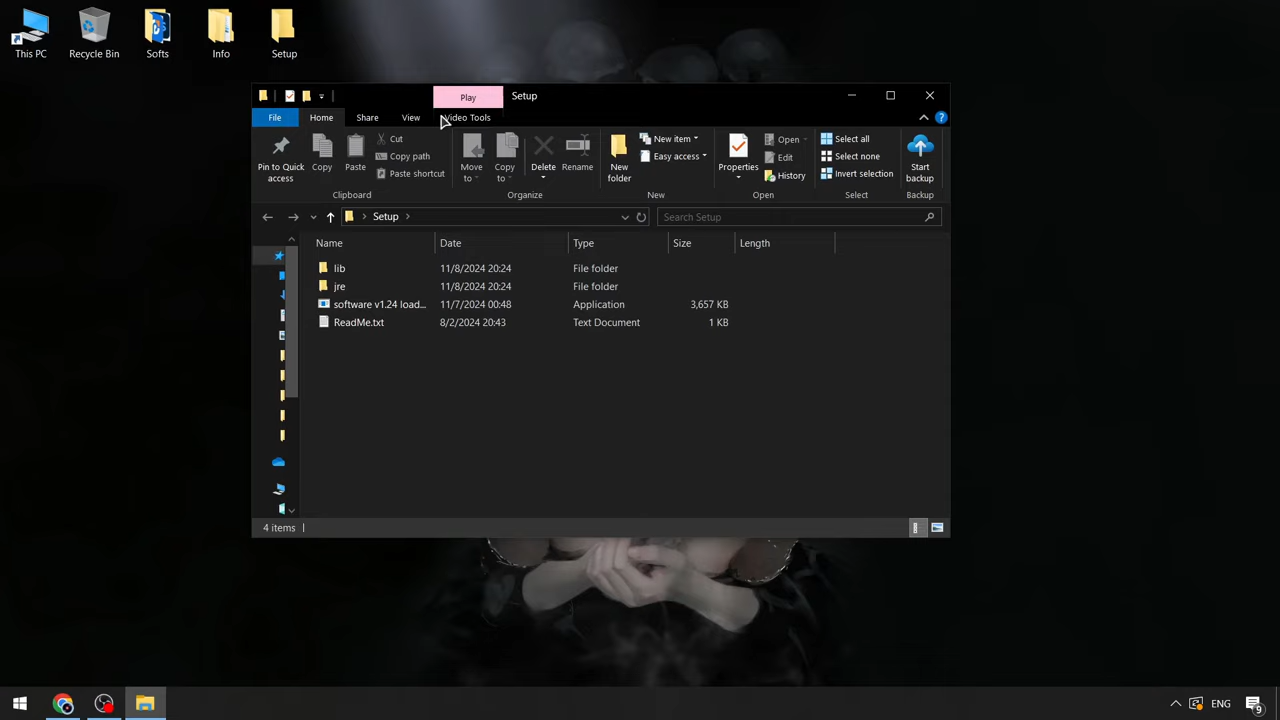 This PC
Recycle Bin
Softs
Info
Setup
Play
Setup
File
Home
Share
View
Video Tools
Pin to Quick access
Copy
Paste
Cut
Copy path
Paste shortcut
Move to
Copy to
Delete
Rename
New folder
New item
Easy access
Properties
Open
Edit
History
Select all
Select none
Invert selection
Start backup
Clipboard
Organize
New
Open
Select
Backup
Setup
Search Setup
Name Date Type Size Length
lib 11/8/2024 20:24 File folder
jre 11/8/2024 20:24 File folder
software v1.24 load... 11/7/2024 00:48 Application 3,657 KB
ReadMe.txt 8/2/2024 20:43 Text Document 1 KB
4 items
ENG
9